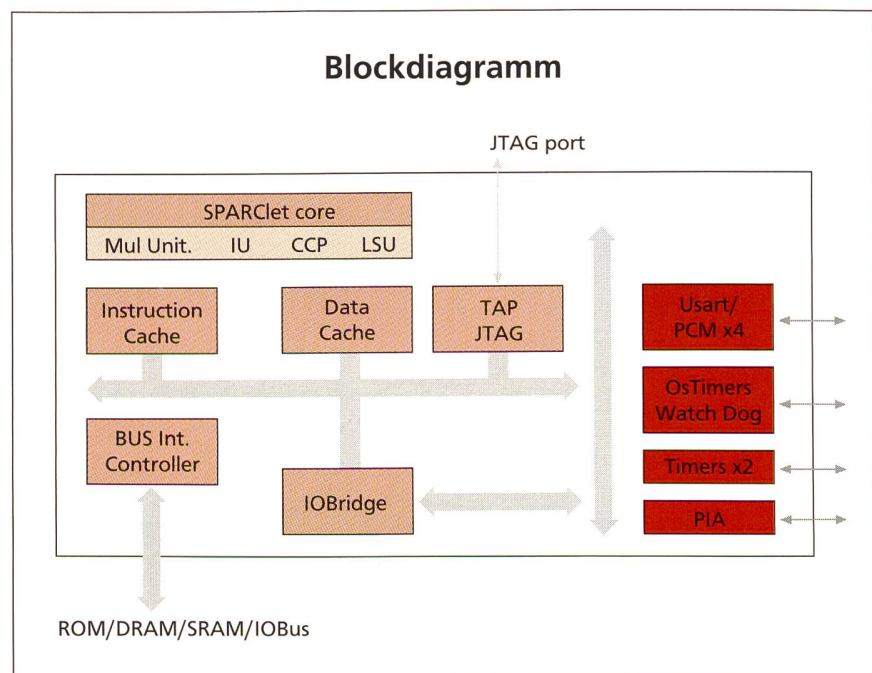 Blockdiagramm
JTAG port
SPARClet core
Mul Unit. IU CCP LSU
Instruction
Cache
Data
Cache
TAP
JTAG
Usart/
PCM x4
OsTimers
Watch Dog
BUS Int.
Controller
Timers x2
IOBridge
PIA
ROM/DRAM/SRAM/IOBus